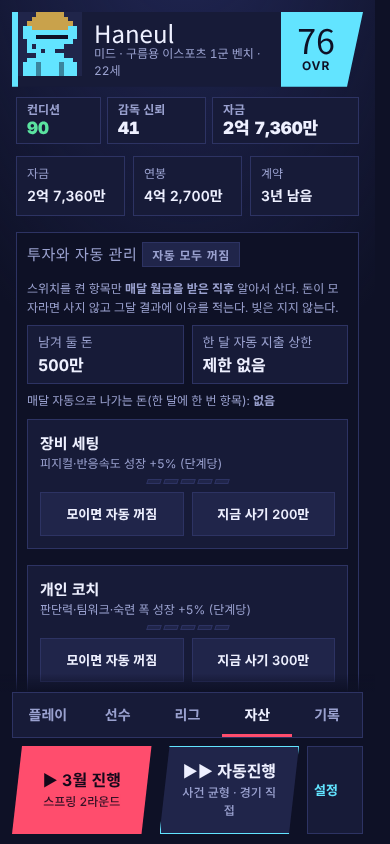 Haneul
미드 · 구름용 이스포츠 1군 벤치 ·
22세
76
OVR
컨디션
90
감독 신뢰
41
자금
2억 7,360만
자금
2억 7,360만
연봉
4억 2,700만
계약
3년 남음
투자와 자동 관리
자동 모두 꺼짐
스위치를 켠 항목만 매달 월급을 받은 직후 알아서 산다. 돈이 모
자라면 사지 않고 그달 결과에 이유를 적는다. 빚은 지지 않는다.
남겨 둘 돈
500만
한 달 자동 지출 상한
제한 없음
매달 자동으로 나가는 돈(한 달에 한 번 항목): 없음
장비 세팅
피지컬·반응속도 성장 +5% (단계당)
모이면 자동 꺼짐
지금 사기 200만
개인 코치
판단력·팀워크·숙련 폭 성장 +5% (단계당)
모이면 자동 꺼짐
지금 사기 300만
플레이
선수
리그
자산
기록
▶ 3월 진행
스프링 2라운드
▶▶ 자동진행
사건 균형 · 경기 직
접
설정